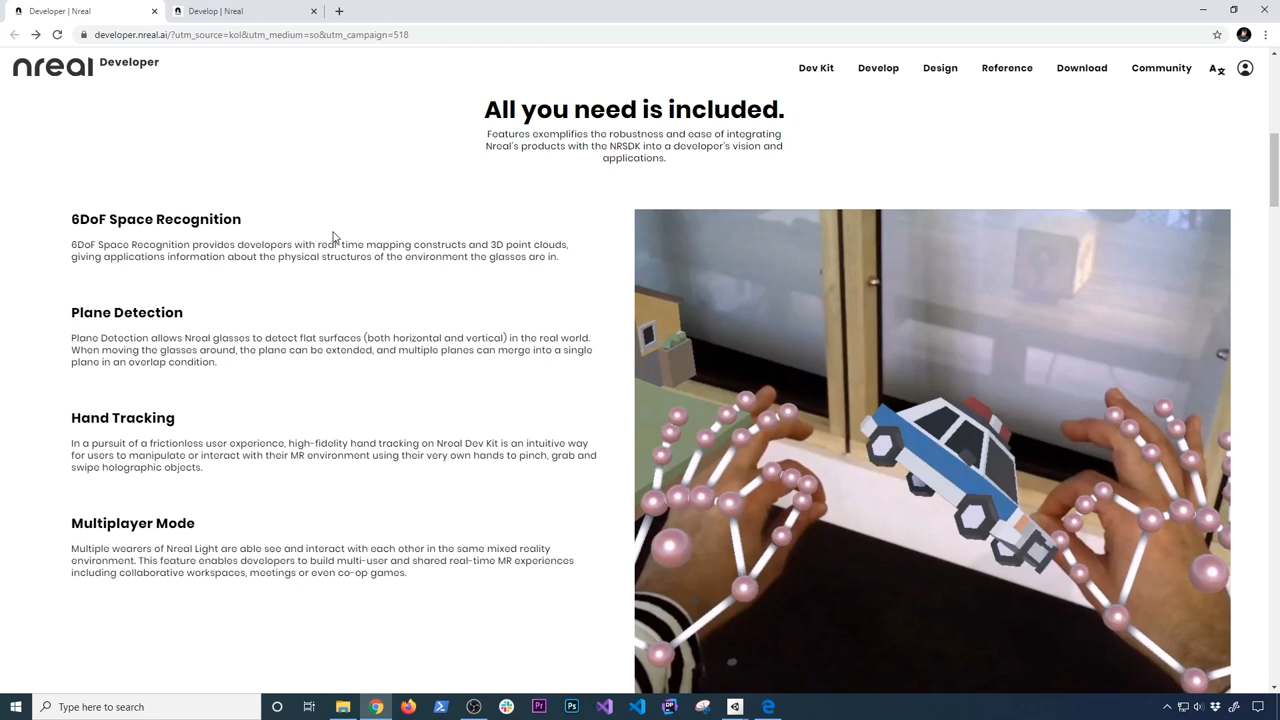 Developer | Nreal
Develop | Nreal
developer.nreal.ai/?utm_source=kol&utm_medium=so&utm_campaign=518
nreal Developer
Dev Kit Develop Design Reference Download Community
All you need is included.
Features exemplifies the robustness and ease of integrating
Nreal's products with the NRSDK into a developer's vision and
applications.
6DoF Space Recognition
6DoF Space Recognition provides developers with real-time mapping constructs and 3D point clouds,
giving applications information about the physical structures of the environment the glasses are in.
Plane Detection
Plane Detection allows Nreal glasses to detect flat surfaces (both horizontal and vertical) in the real world.
When moving the glasses around, the plane can be extended, and multiple planes can merge into a single
plane in an overlap condition.
Hand Tracking
In a pursuit of a frictionless user experience, high-fidelity hand tracking on Nreal Dev Kit is an intuitive way
for users to manipulate or interact with their MR environment using their very own hands to pinch, grab and
swipe holographic objects.
Multiplayer Mode
Multiple wearers of Nreal Light are able see and interact with each other in the same mixed reality
environment. This feature enables developers to build multi-user and shared real-time MR experiences
including collaborative workspaces, meetings or even co-op games.
Type here to search